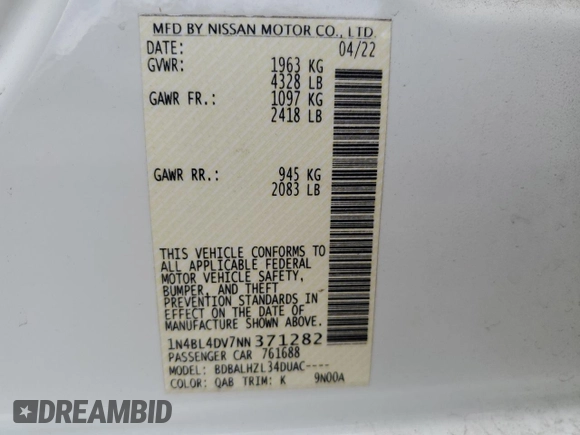 MFD BY NISSAN MOTOR CO., LTD.
DATE: 04/22
GVWR: 1963 KG
4328 LB
GAWR FR.: 1097 KG
2418 LB
GAWR RR.: 945 KG
2083 LB
THIS VEHICLE CONFORMS TO
ALL APPLICABLE FEDERAL
MOTOR VEHICLE SAFETY,
BUMPER, AND THEFT
PREVENTION STANDARDS IN
EFFECT ON THE DATE OF
MANUFACTURE SHOWN ABOVE.
1N4BL4DV7NN371282
PASSENGER CAR 761688
MODEL: BDBALHZL34DUAC----
COLOR: QAB TRIM: K 9N00A
DREAMBID
DREAMBID